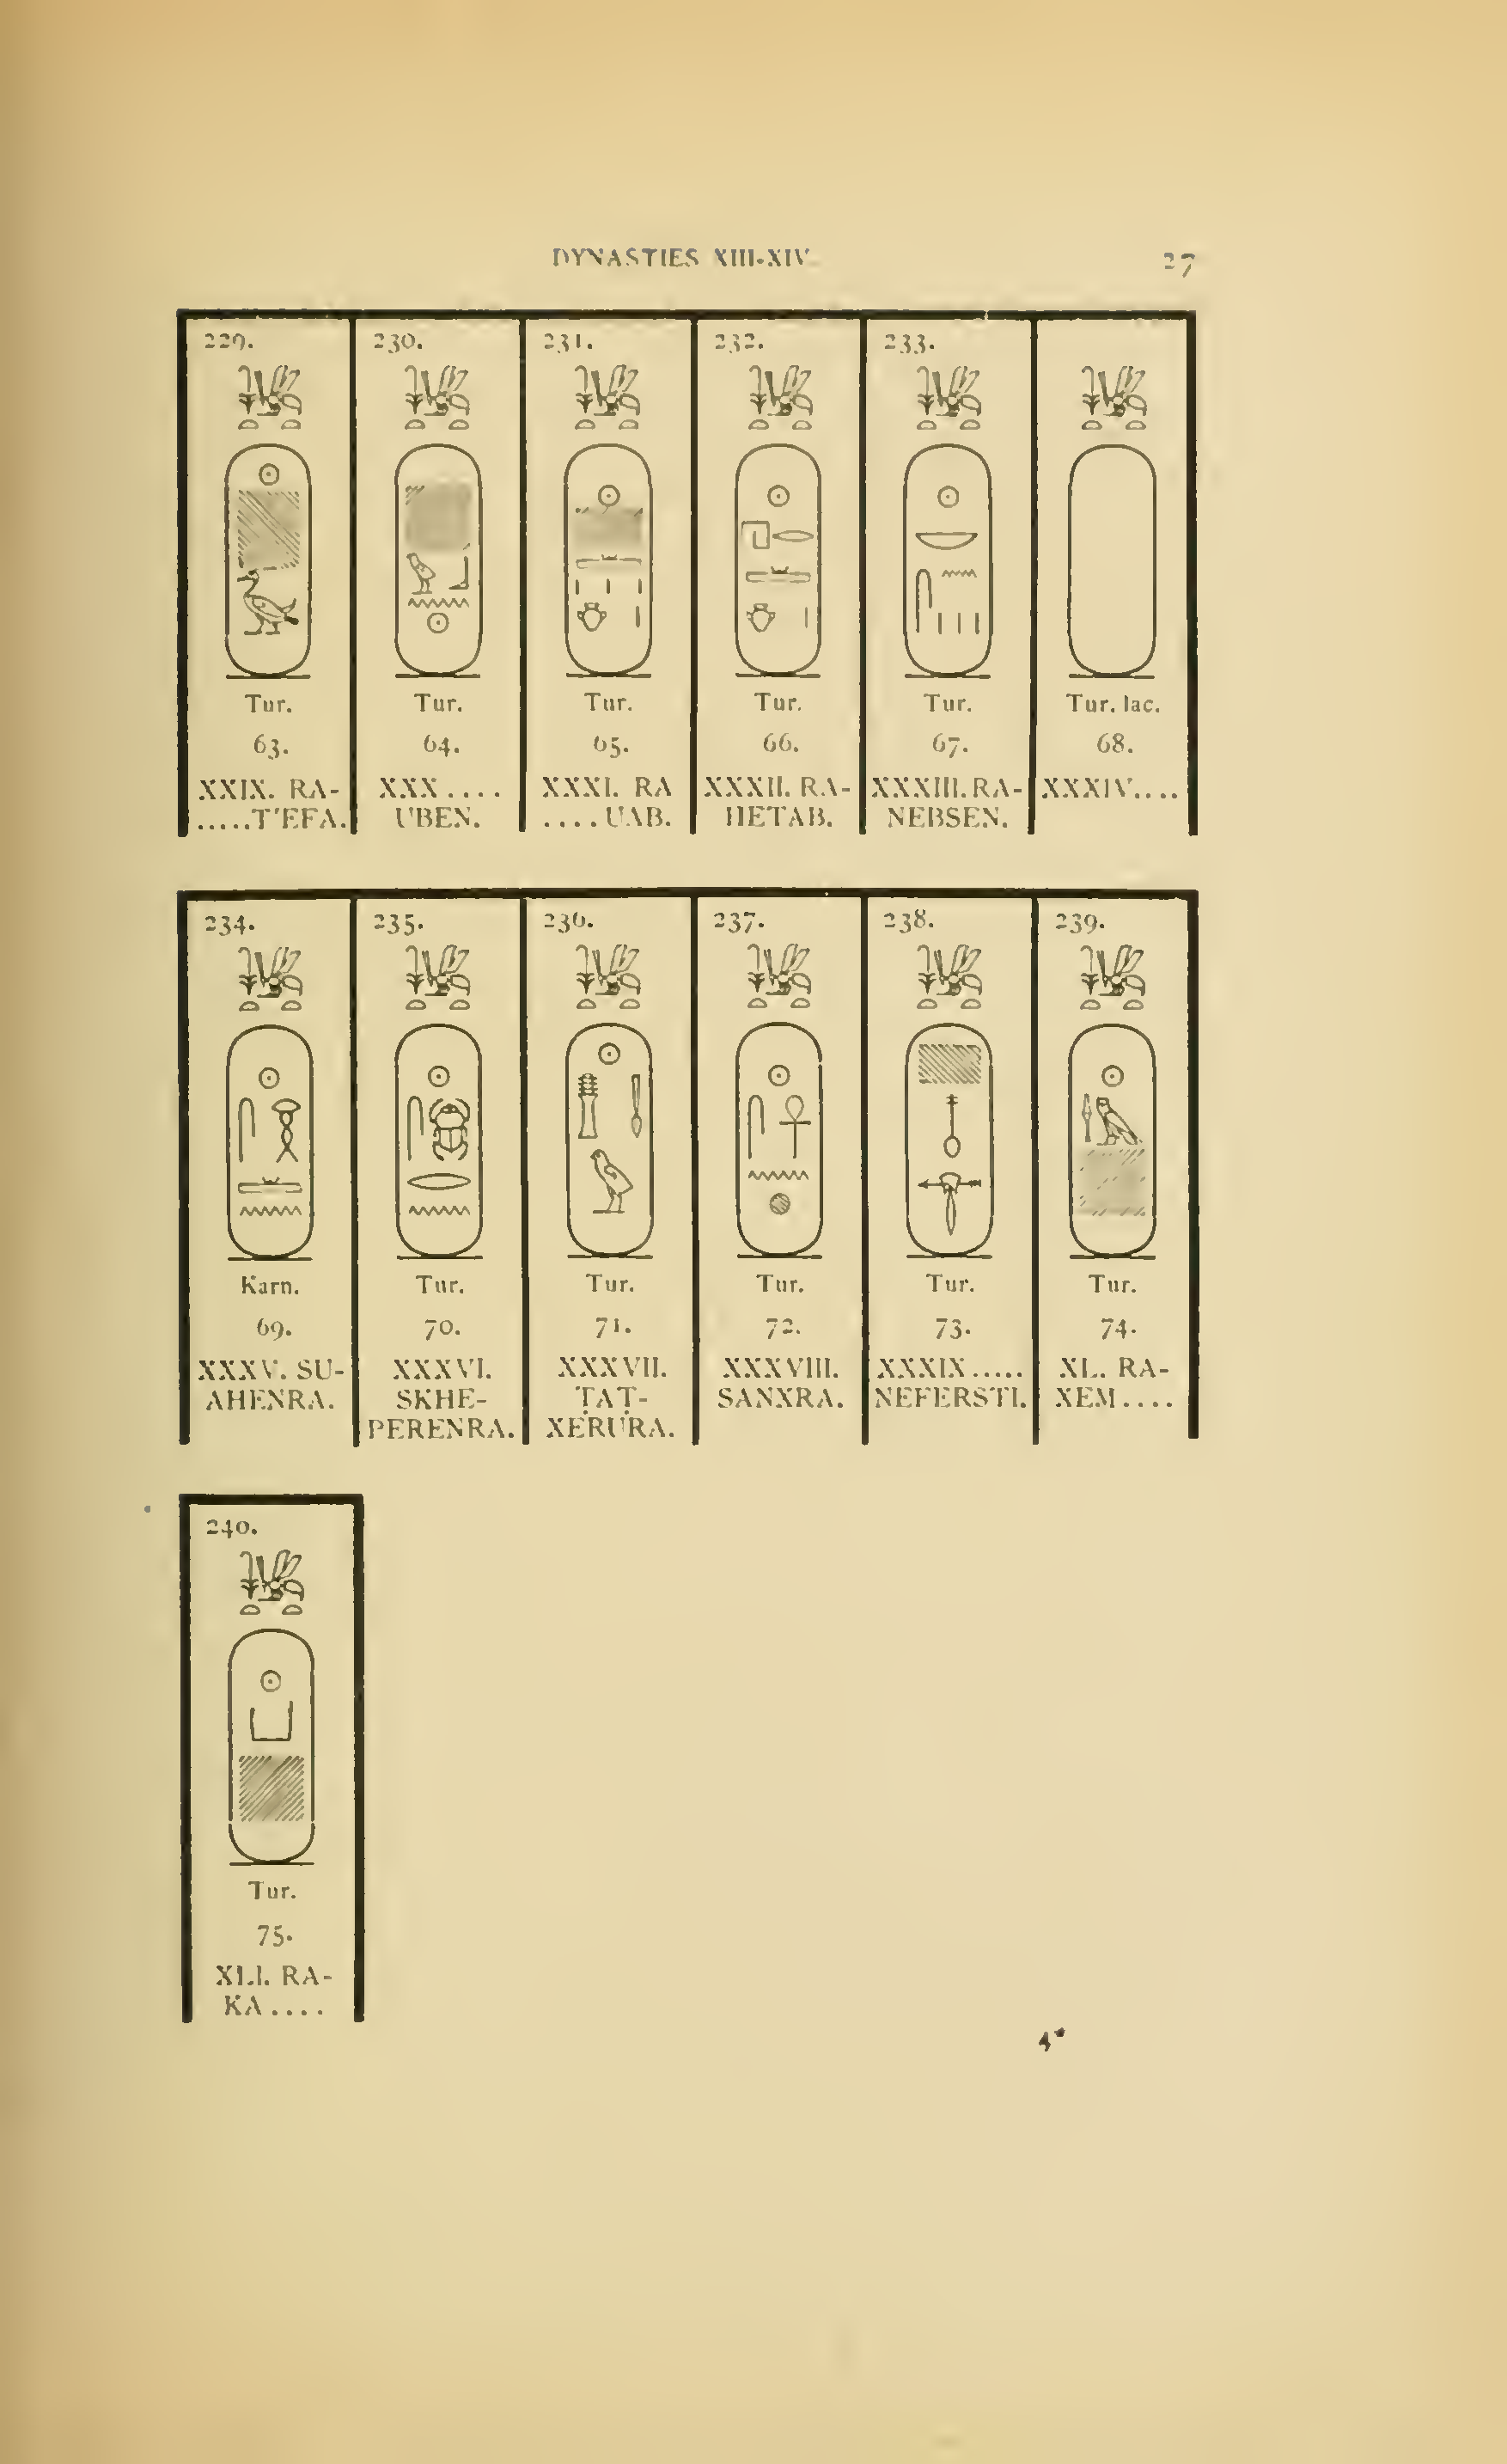 DYNASTIES XIII-XIV 27
229. 230. 231. 232. 233.
Tur. Tur. Tur. Tur. Tur. Tur. lac.
63. 64. 65. 66. 67. 68.
XXIX. RA- XXX.... XXXI. RA XXXII. RA- XXXIII. RA- XXXIV....
.....T'EFA. UBEN. ....UAB. HETAB. NEBSEN.
234. 235. 236. 237. 238. 239.
Karn. Tur. Tur. Tur. Tur. Tur.
69. 70. 71. 72. 73. 74.
XXXV. SU- XXXVI. XXXVII. XXXVIII. XXXIX..... XL. RA-
AHENRA. SKHE- ṬAṬ- SANXRA. NEFERSTI. XEM....
PERENRA. XERURA.
240.
Tur.
75.
XLI. RA-
KA....
4*